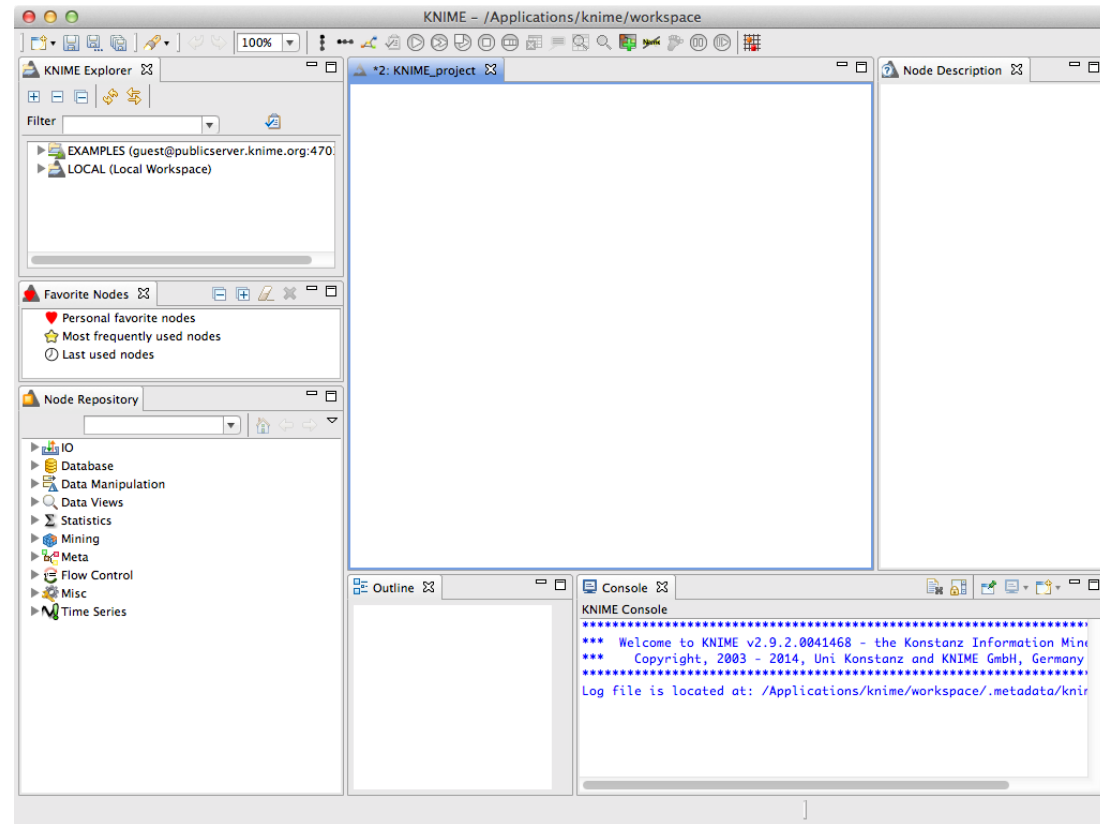 KNIME – /Applications/knime/workspace
100%
KNIME Explorer
*2: KNIME_project
Node Description
Filter
EXAMPLES (guest@publicserver.knime.org:470
LOCAL (Local Workspace)
Favorite Nodes
Personal favorite nodes
Most frequently used nodes
Last used nodes
Node Repository
IO
Database
Data Manipulation
Data Views
Statistics
Mining
Meta
Flow Control
Misc
Time Series
Outline
Console
KNIME Console
*** Welcome to KNIME v2.9.2.0041468 - the Konstanz Information Mine
*** Copyright, 2003 - 2014, Uni Konstanz and KNIME GmbH, Germany
Log file is located at: /Applications/knime/workspace/.metadata/knim